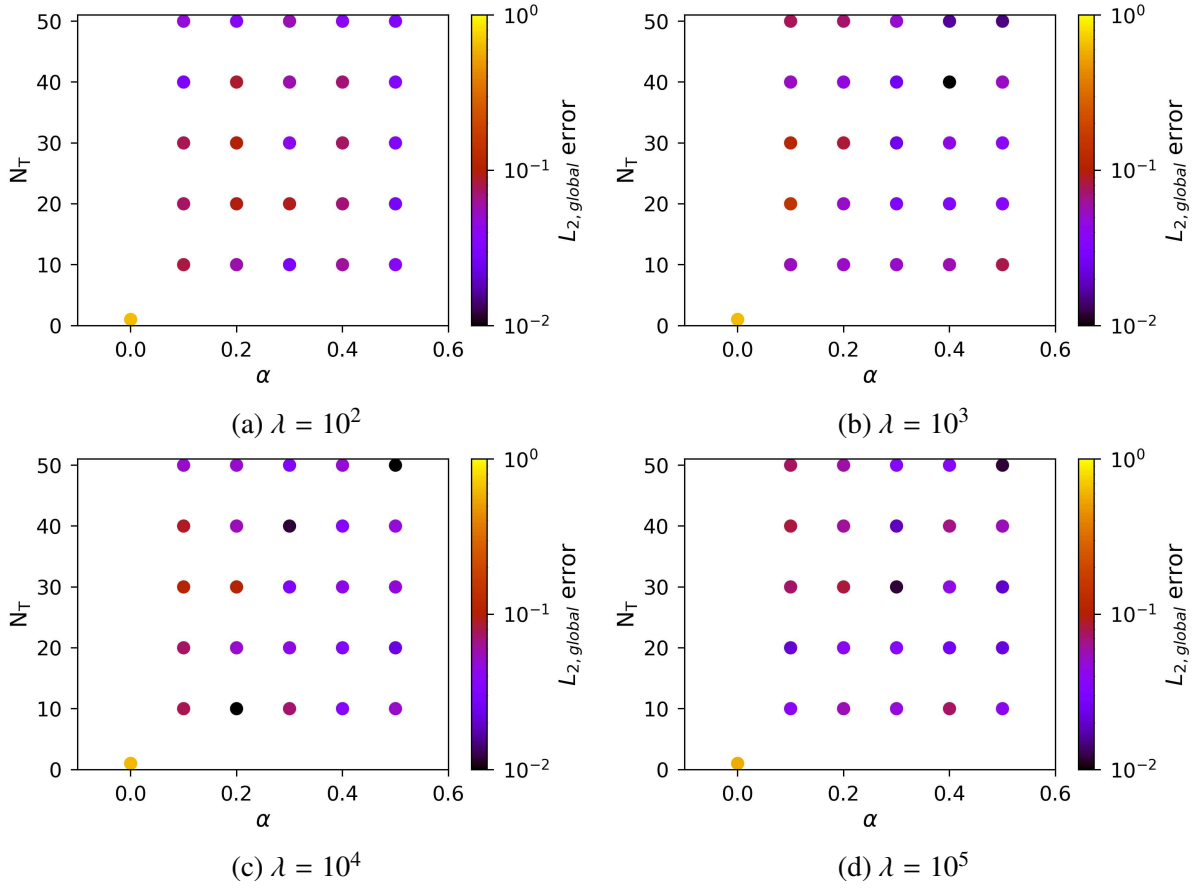 50
40
30
20
10
0
N_T
0.0 0.2 0.4 0.6
α
10^0
10^-1
10^-2
L_2,global error
(a) λ = 10^2
50
40
30
20
10
0
N_T
0.0 0.2 0.4 0.6
α
10^0
10^-1
10^-2
L_2,global error
(b) λ = 10^3
50
40
30
20
10
0
N_T
0.0 0.2 0.4 0.6
α
10^0
10^-1
10^-2
L_2,global error
(c) λ = 10^4
50
40
30
20
10
0
N_T
0.0 0.2 0.4 0.6
α
10^0
10^-1
10^-2
L_2,global error
(d) λ = 10^5